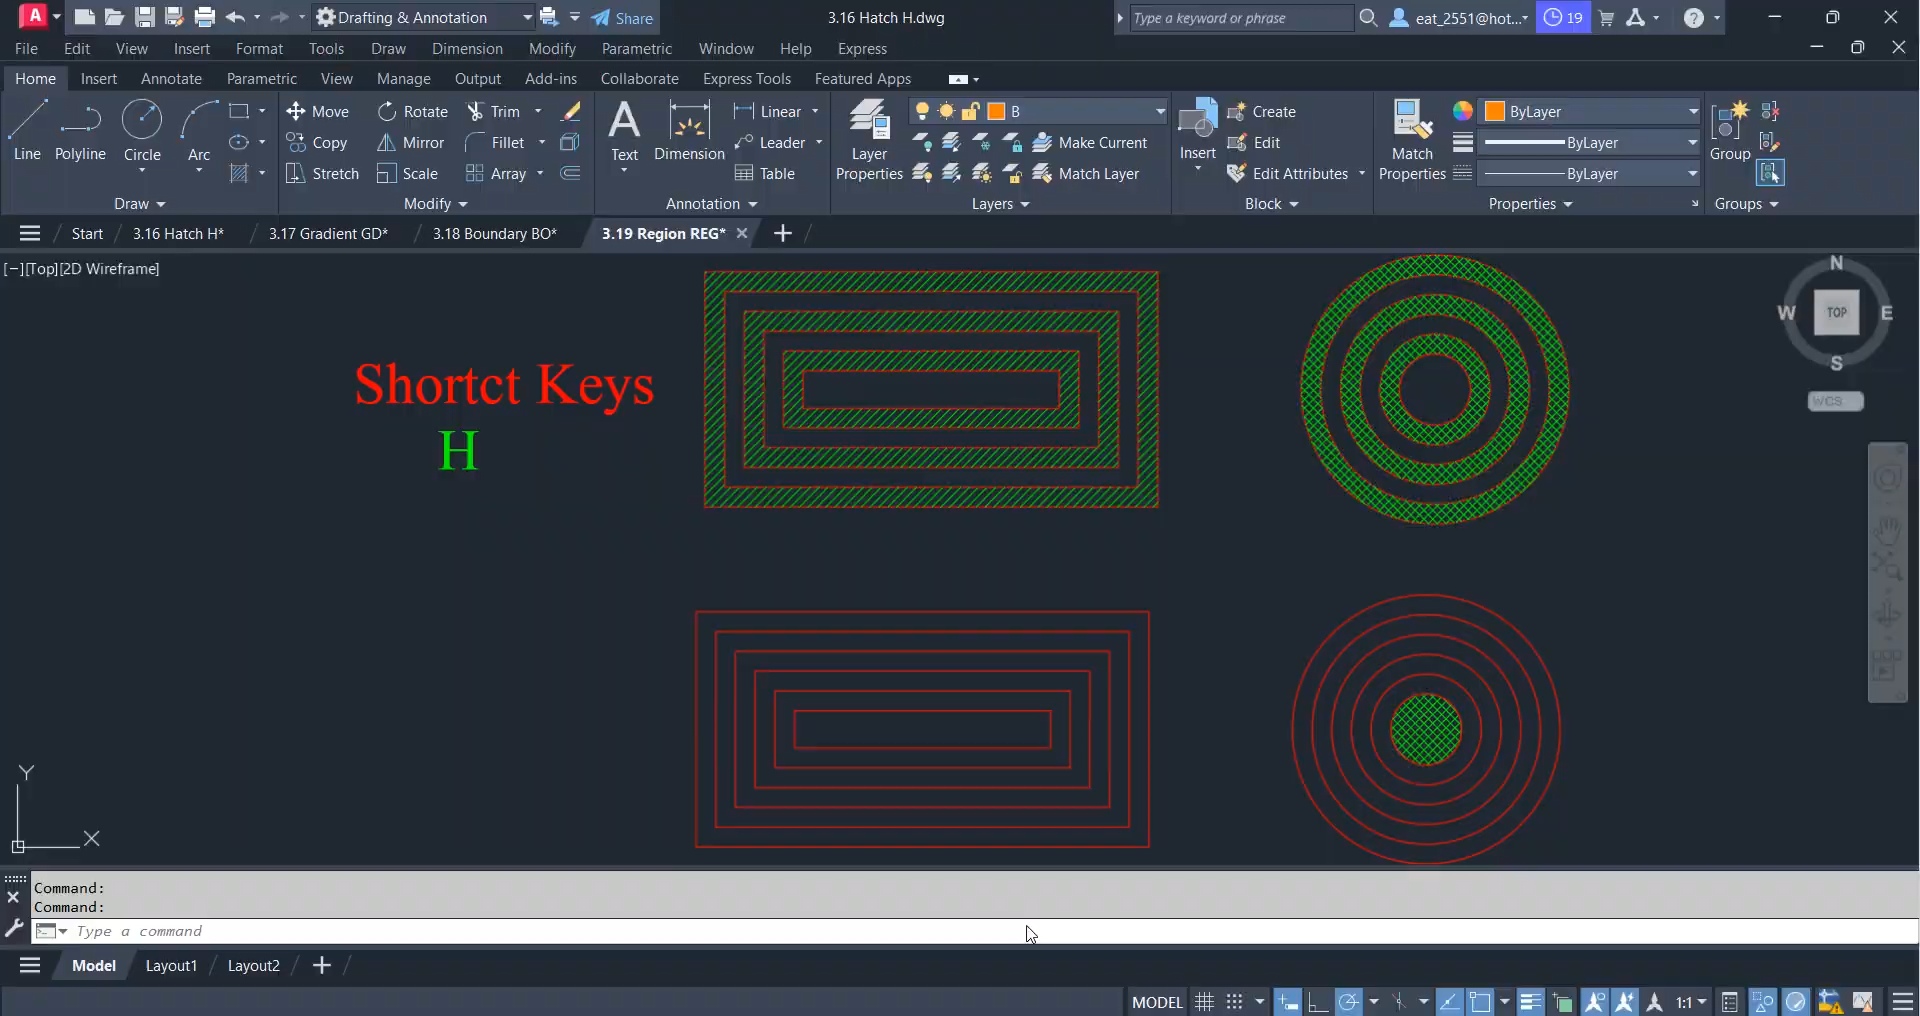 A Drafting & Annotation Share 3.16 Hatch H.dwg Type a keyword or phrase eat_2551@hot... 19 ?
File Edit View Insert Format Tools Draw Dimension Modify Parametric Window Help Express
Home Insert Annotate Parametric View Manage Output Add-ins Collaborate Express Tools Featured Apps
Move Rotate Trim Linear B Create ByLayer
Line Polyline Circle Arc Copy Mirror Fillet Text Dimension Leader Layer Properties Make Current Insert Edit Match Properties ByLayer Group
Stretch Scale Array Table Match Layer Edit Attributes ByLayer
Draw Modify Annotation Layers Block Properties Groups
Start 3.16 Hatch H* 3.17 Gradient GD* 3.18 Boundary BO* 3.19 Region REG*
[−][Top][2D Wireframe]
N
W TOP E
S
WCS
Shortct Keys
H
Y
X
Command:
Command:
Type a command
Model Layout1 Layout2
MODEL 1:1